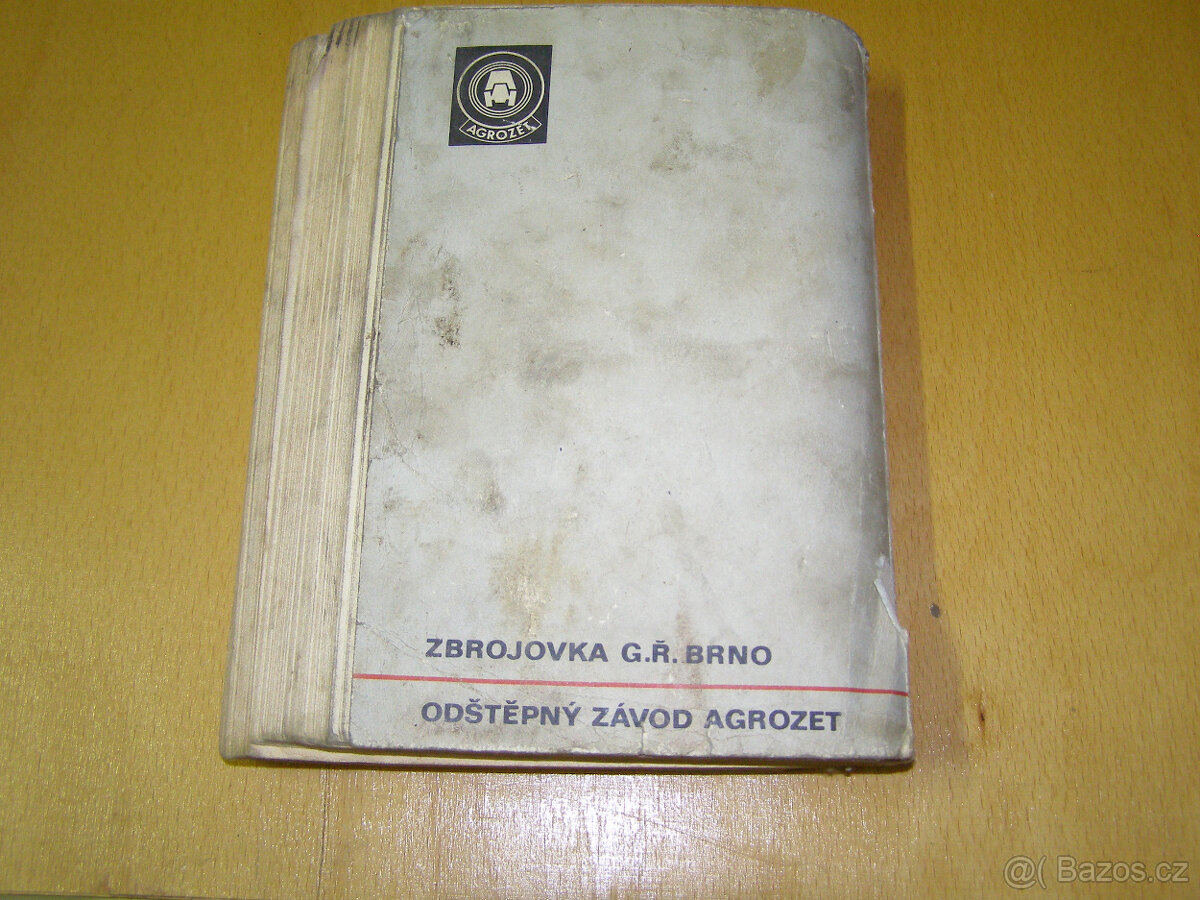 AGROZET
ZBROJOVKA G.Ř. BRNO
ODŠTĚPNÝ ZÁVOD AGROZET
@( Bazos.cz